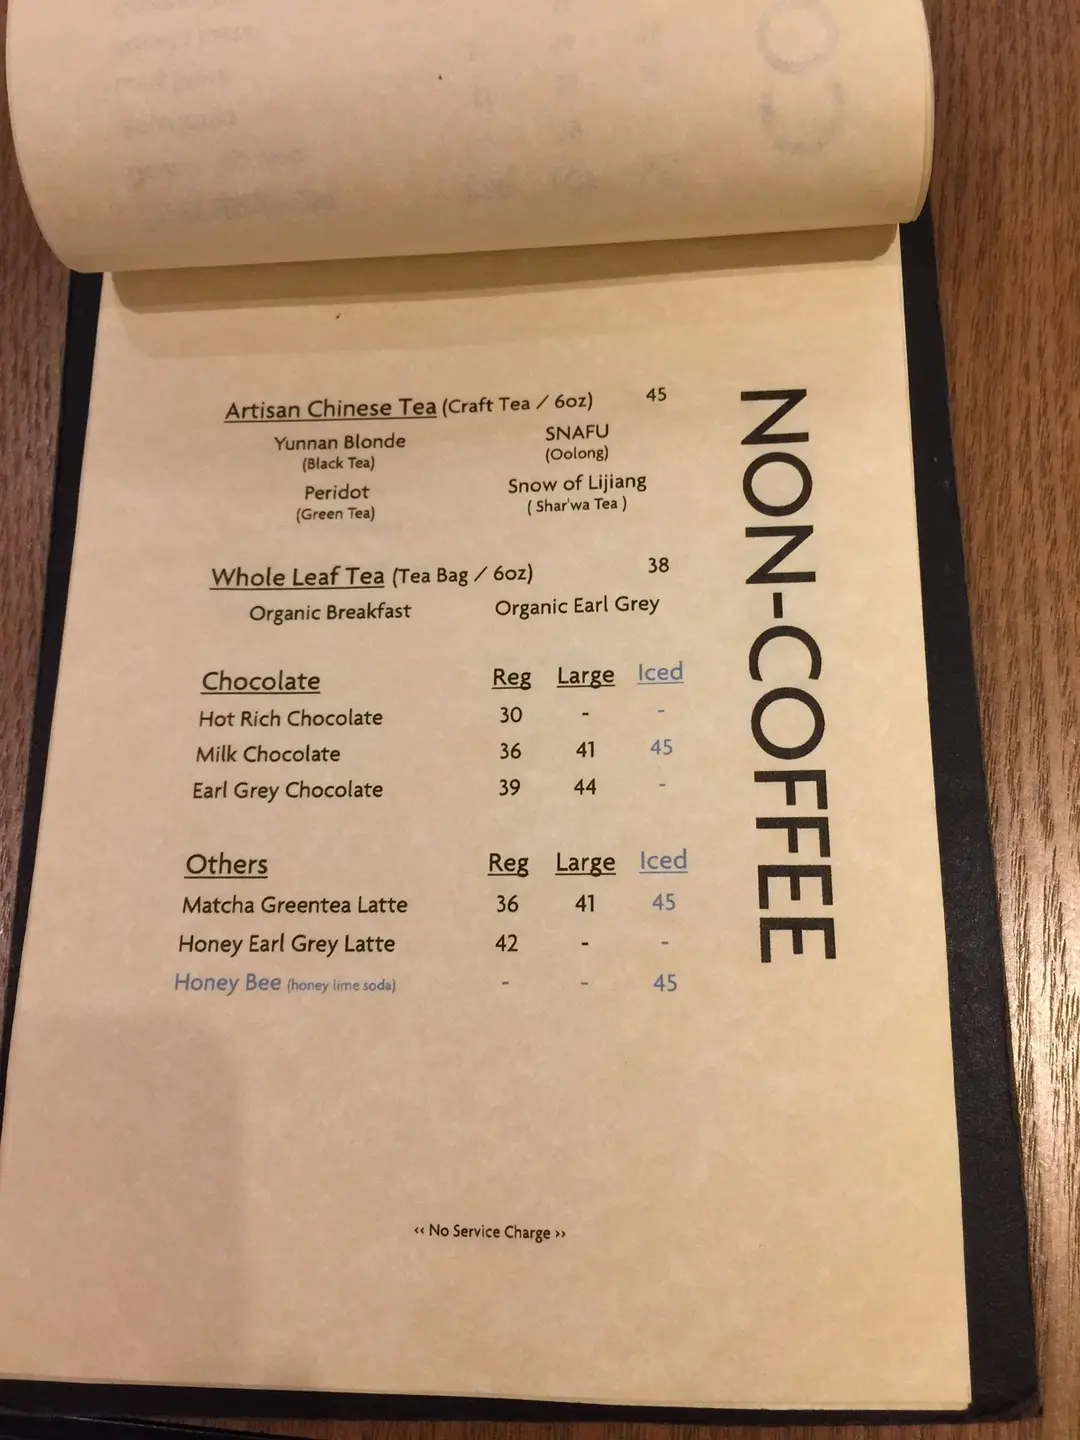 Artisan Chinese Tea (Craft Tea / 6oz) 45
Yunnan Blonde SNAFU
(Black Tea) (Oolong)
Peridot Snow of Lijiang
(Green Tea) ( Shar'wa Tea )
Whole Leaf Tea (Tea Bag / 6oz) 38
Organic Breakfast Organic Earl Grey
Chocolate Reg Large Iced
Hot Rich Chocolate 30 - -
Milk Chocolate 36 41 45
Earl Grey Chocolate 39 44 -
Others Reg Large Iced
Matcha Greentea Latte 36 41 45
Honey Earl Grey Latte 42 - -
Honey Bee (honey lime soda) - - 45
NON-COFFEE
‹‹ No Service Charge ››